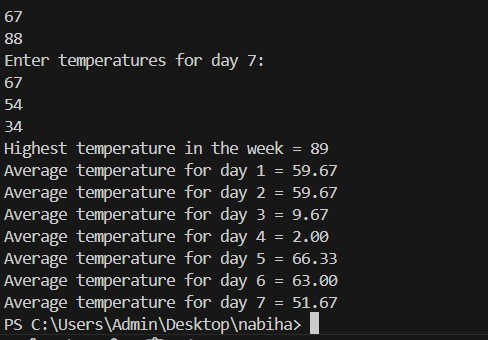 67
88
Enter temperatures for day 7:
67
54
34
Highest temperature in the week = 89
Average temperature for day 1 = 59.67
Average temperature for day 2 = 59.67
Average temperature for day 3 = 9.67
Average temperature for day 4 = 2.00
Average temperature for day 5 = 66.33
Average temperature for day 6 = 63.00
Average temperature for day 7 = 51.67
PS C:\Users\Admin\Desktop\nabiha>